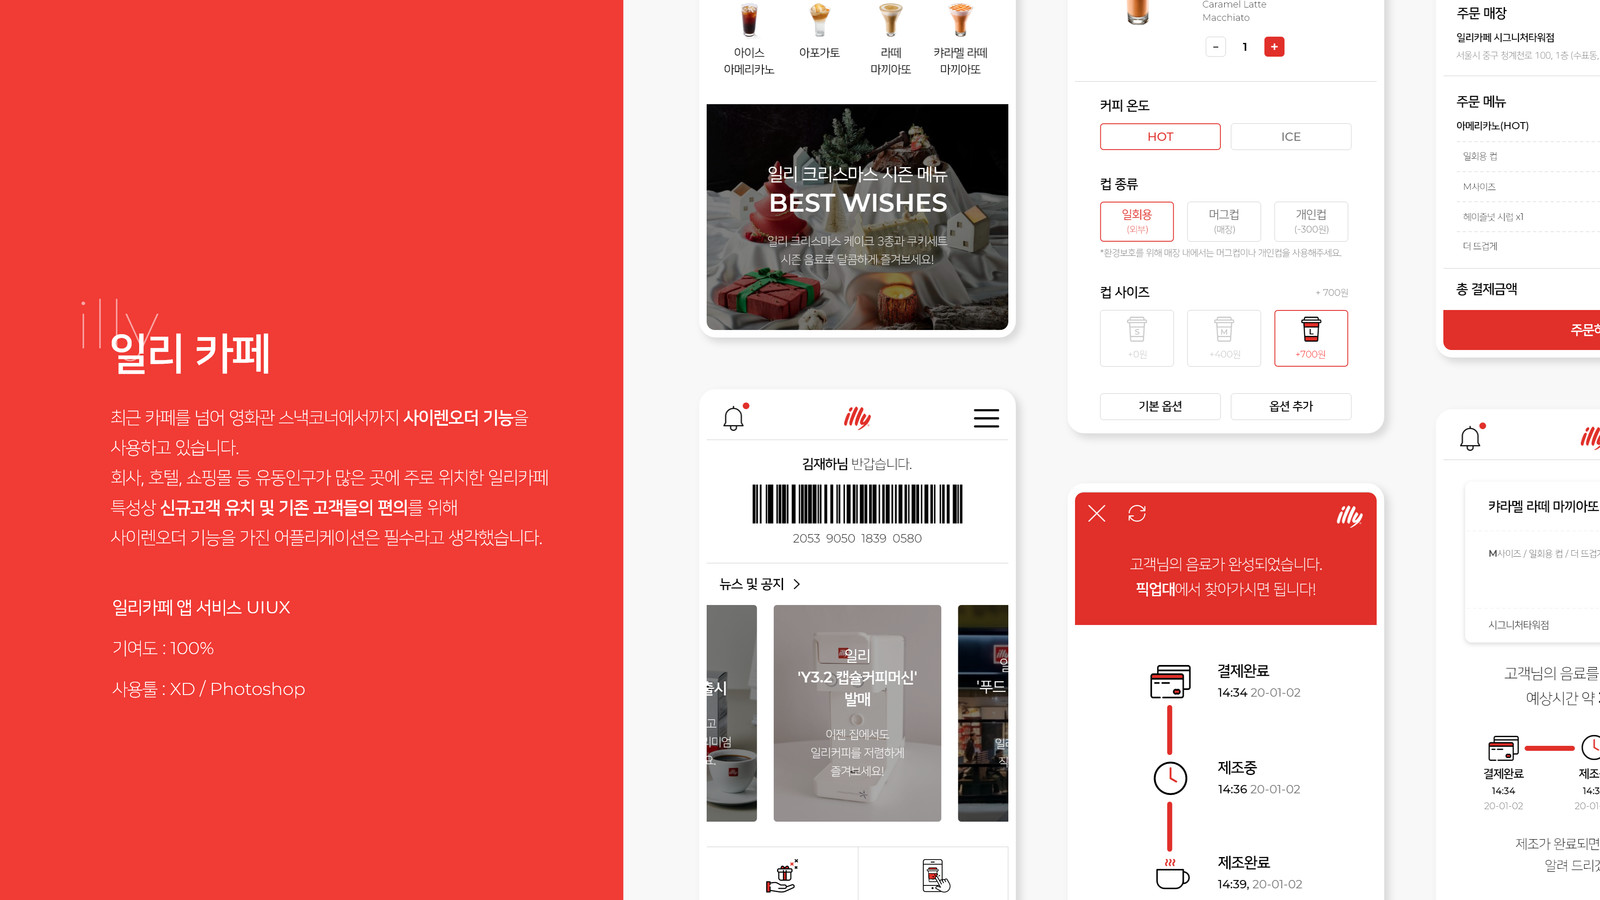 illy
일리 카페
최근 카페를 넘어 영화관 스낵코너에서까지 사이렌오더 기능을
사용하고 있습니다.
회사, 호텔, 쇼핑몰 등 유동인구가 많은 곳에 주로 위치한 일리카페
특성상 신규고객 유치 및 기존 고객들의 편의를 위해
사이렌오더 기능을 가진 어플리케이션은 필수라고 생각했습니다.
일리카페 앱 서비스 UIUX
기여도 : 100%
사용툴 : XD / Photoshop
아이스
아메리카노
아포가토
라떼
마끼아또
캬라멜 라떼
마끼아또
일리 크리스마스 시즌 메뉴
BEST WISHES
일리 크리스마스 케이크 3종과 쿠키세트
시즌 음료로 달콤하게 즐겨보세요!
illy
김재하님 반갑습니다.
2053 9050 1839 0580
뉴스 및 공지 >
출시
고
리미엄
요.
illy
일리
'Y3.2 캡슐커피머신'
발매
이젠 집에서도
일리커피를 저렴하게
즐겨보세요!
illy
'푸드
Caramel Latte
Macchiato
- 1 +
커피 온도
HOT
ICE
컵 종류
일회용
(외부)
머그컵
(매장)
개인컵
(-300원)
*환경보호를 위해 매장 내에서는 머그컵이나 개인컵을 사용해주세요.
컵 사이즈
+ 700원
S
+0원
M
+400원
L
+700원
기본 옵션
옵션 추가
illy
고객님의 음료가 완성되었습니다.
픽업대에서 찾아가시면 됩니다!
결제완료
14:34 20-01-02
제조중
14:36 20-01-02
제조완료
14:39, 20-01-02
주문 매장
일리카페 시그니처타워점
서울시 중구 청계천로 100, 1층 (수표동,
주문 메뉴
아메리카노(HOT)
일회용 컵
M사이즈
헤이즐넛 시럽 x1
더 뜨겁게
총 결제금액
주문하
illy
캬라멜 라떼 마끼아또
M사이즈 / 일회용 컵 / 더 뜨겁게
시그니처타워점
고객님의 음료를
예상시간 약
결제완료
14:34
20-01-02
제조
14:3
20-01
제조가 완료되면
알려 드리